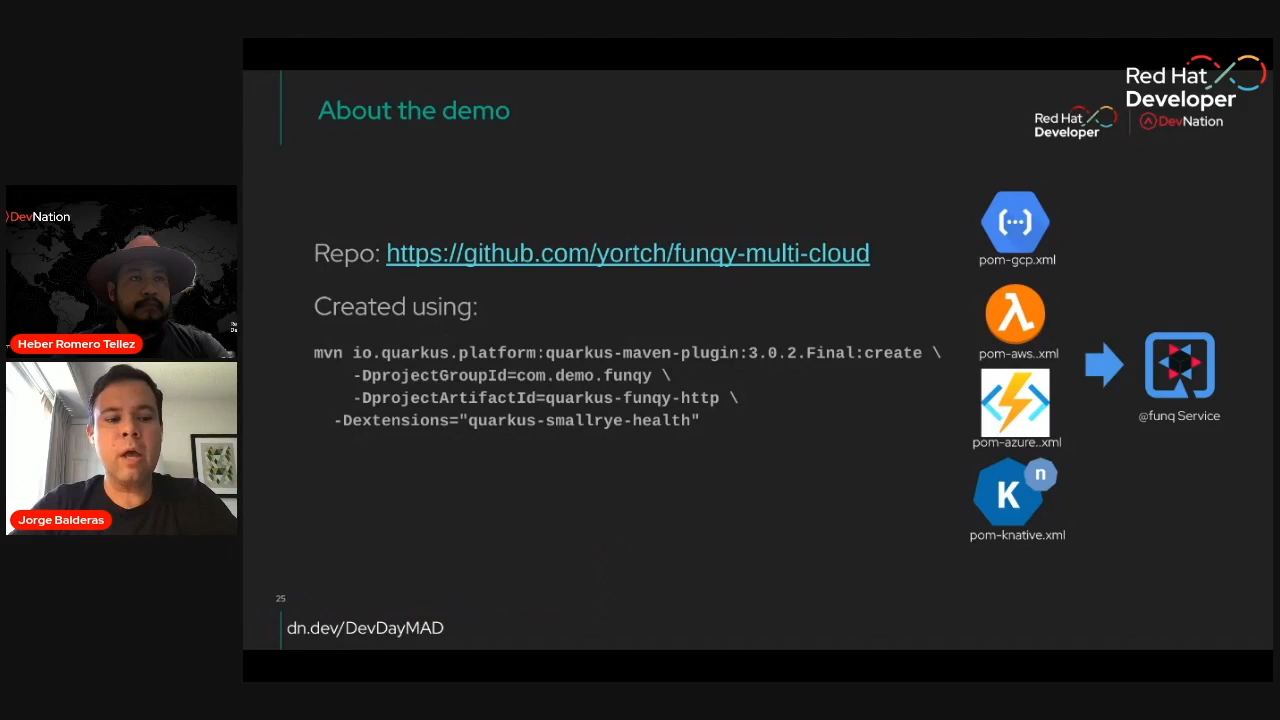 Red Hat
Developer
About the demo
Red Hat
Developer
DevNation
DevNation
Heber Romero Tellez
Jorge Balderas
Repo: https://github.com/yortch/funqy-multi-cloud
Created using:
mvn io.quarkus.platform:quarkus-maven-plugin:3.0.2.Final:create \
-DprojectGroupId=com.demo.funqy \
-DprojectArtifactId=quarkus-funqy-http \
-Dextensions="quarkus-smallrye-health"
pom-gcp.xml
λ
pom-aws..xml
pom-azure..xml
K n
pom-knative.xml
@funq Service
25
dn.dev/DevDayMAD